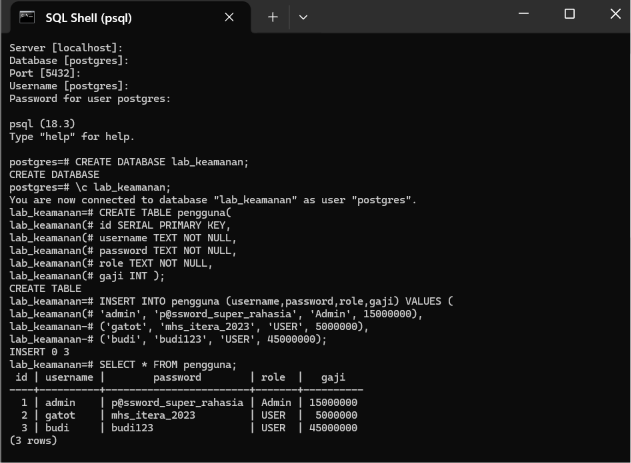 SQL Shell (psql)
Server [localhost]:
Database [postgres]:
Port [5432]:
Username [postgres]:
Password for user postgres:
psql (18.3)
Type "help" for help.
postgres=# CREATE DATABASE lab_keamanan;
CREATE DATABASE
postgres=# \c lab_keamanan;
You are now connected to database "lab_keamanan" as user "postgres".
lab_keamanan=# CREATE TABLE pengguna(
lab_keamanan(# id SERIAL PRIMARY KEY,
lab_keamanan(# username TEXT NOT NULL,
lab_keamanan(# password TEXT NOT NULL,
lab_keamanan(# role TEXT NOT NULL,
lab_keamanan(# gaji INT );
CREATE TABLE
lab_keamanan=# INSERT INTO pengguna (username,password,role,gaji) VALUES (
lab_keamanan(# 'admin', 'p@ssword_super_rahasia', 'Admin', 15000000),
lab_keamanan-# ('gatot', 'mhs_itera_2023', 'USER', 5000000),
lab_keamanan-# ('budi', 'budi123', 'USER', 45000000);
INSERT 0 3
lab_keamanan=# SELECT * FROM pengguna;
 id | username |        password        | role  |   gaji
----+----------+------------------------+-------+----------
  1 | admin    | p@ssword_super_rahasia | Admin | 15000000
  2 | gatot    | mhs_itera_2023         | USER  |  5000000
  3 | budi     | budi123                | USER  | 45000000
(3 rows)